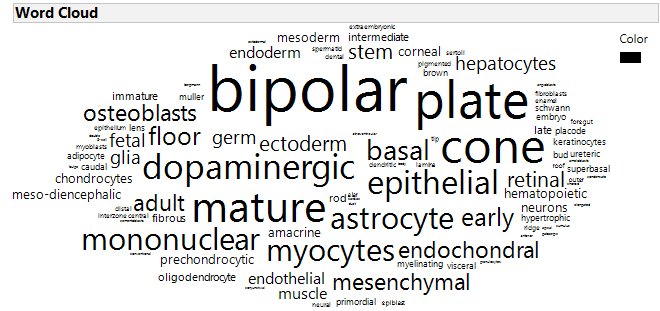 Word Cloud
Color
extraembryonic
mesoderm intermediate
endoderm spermatid stem corneal sertoli
dental
pigmented hepatocytes
brown
bipolar plate
immature muller
fibroblasts
enamel
osteoblasts
schwann
embryo
foregut
epithelium lens
fetal floor germ ectoderm basal tip cone late placode
myoblasts
keratinocytes
adipocyte glia
bud ureteric
caudal dopaminergic dendritic lamina
roof superbasal
chondrocytes
epithelial retinal outer
meso-diencephalic
hematopoietic
adult mature rod
distal
neurons
interzone central fibrous
astrocyte early hypertrophic
ridge
mononuclear amacrine
myocytes endochondral
prechondrocytic
myelinating visceral
oligodendrocyte endothelial mesenchymal
muscle
neural primordial epiblast